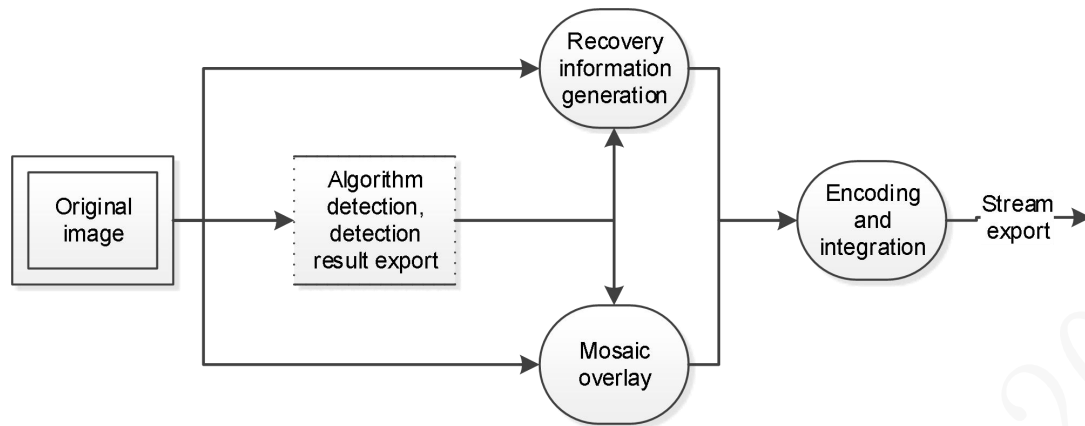 Original
image
Algorithm
detection,
detection
result export
Recovery
information
generation
Mosaic
overlay
Encoding
and
integration
Stream
export